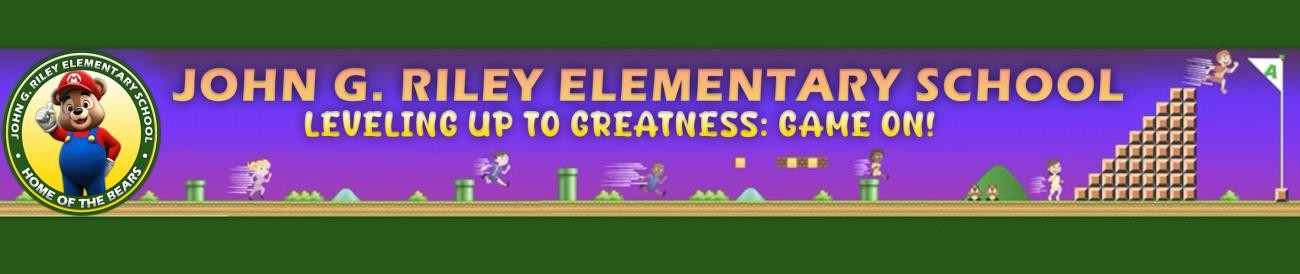 JOHN G. RILEY ELEMENTARY SCHOOL
M
HOME OF THE BEARS
JOHN G. RILEY ELEMENTARY SCHOOL
LEVELING UP TO GREATNESS: GAME ON!
A